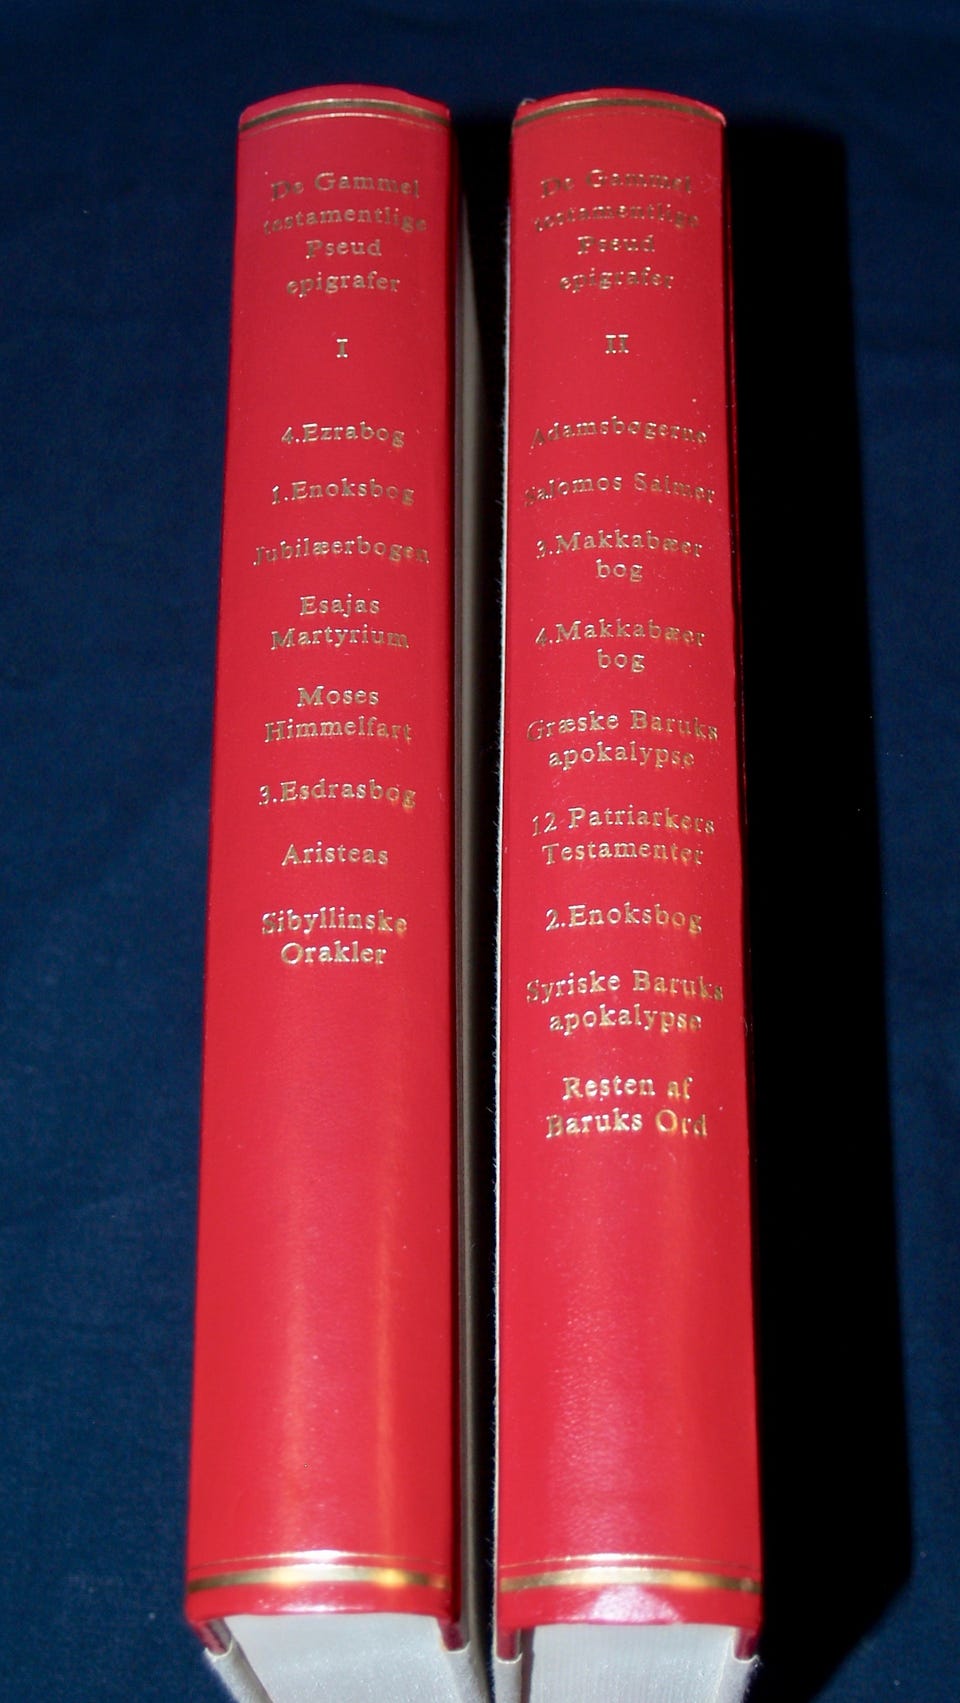 De Gammel
testamentlige
Pseud
epigrafer
I
4.Ezrabog
1.Enoksbog
Jubilæerbogen
Esajas
Martyrium
Moses
Himmelfart
3.Esdrasbog
Aristeas
Sibyllinske
Orakler
De Gammel
testamentlige
Pseud
epigrafer
II
Adamsbøgerne
Salomos Salmer
3.Makkabæer
bog
4.Makkabæer
bog
Græske Baruks
apokalypse
12 Patriarkers
Testamenter
2.Enoksbog
Syriske Baruks
apokalypse
Resten af
Baruks Ord